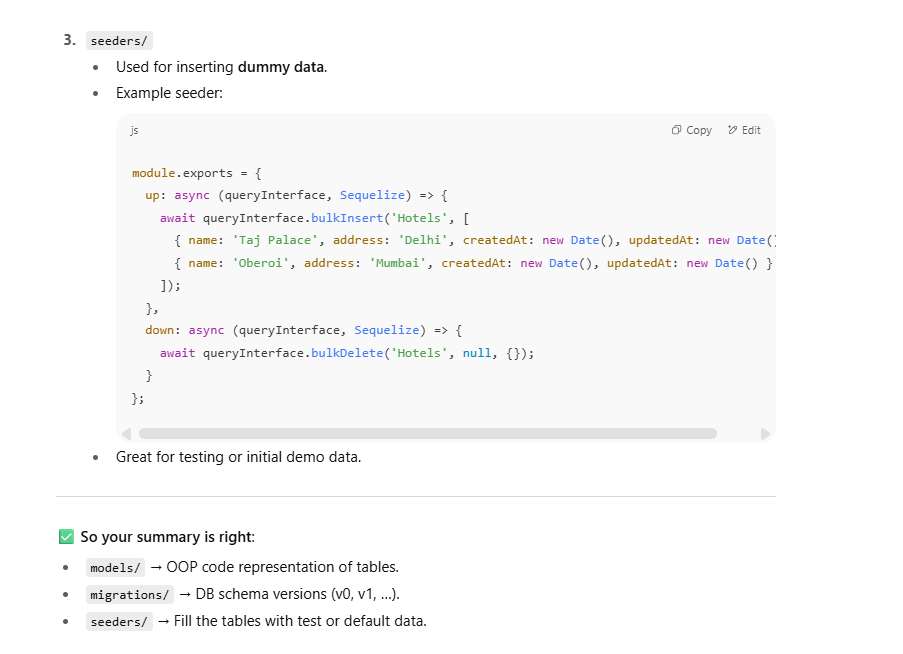 3. seeders/
• Used for inserting dummy data.
• Example seeder:
js Copy Edit
module.exports = {
  up: async (queryInterface, Sequelize) => {
    await queryInterface.bulkInsert('Hotels', [
      { name: 'Taj Palace', address: 'Delhi', createdAt: new Date(), updatedAt: new Date()
      { name: 'Oberoi', address: 'Mumbai', createdAt: new Date(), updatedAt: new Date() }
    ]);
  },
  down: async (queryInterface, Sequelize) => {
    await queryInterface.bulkDelete('Hotels', null, {});
  }
};
• Great for testing or initial demo data.
✅ So your summary is right:
• models/ → OOP code representation of tables.
• migrations/ → DB schema versions (v0, v1, ...).
• seeders/ → Fill the tables with test or default data.